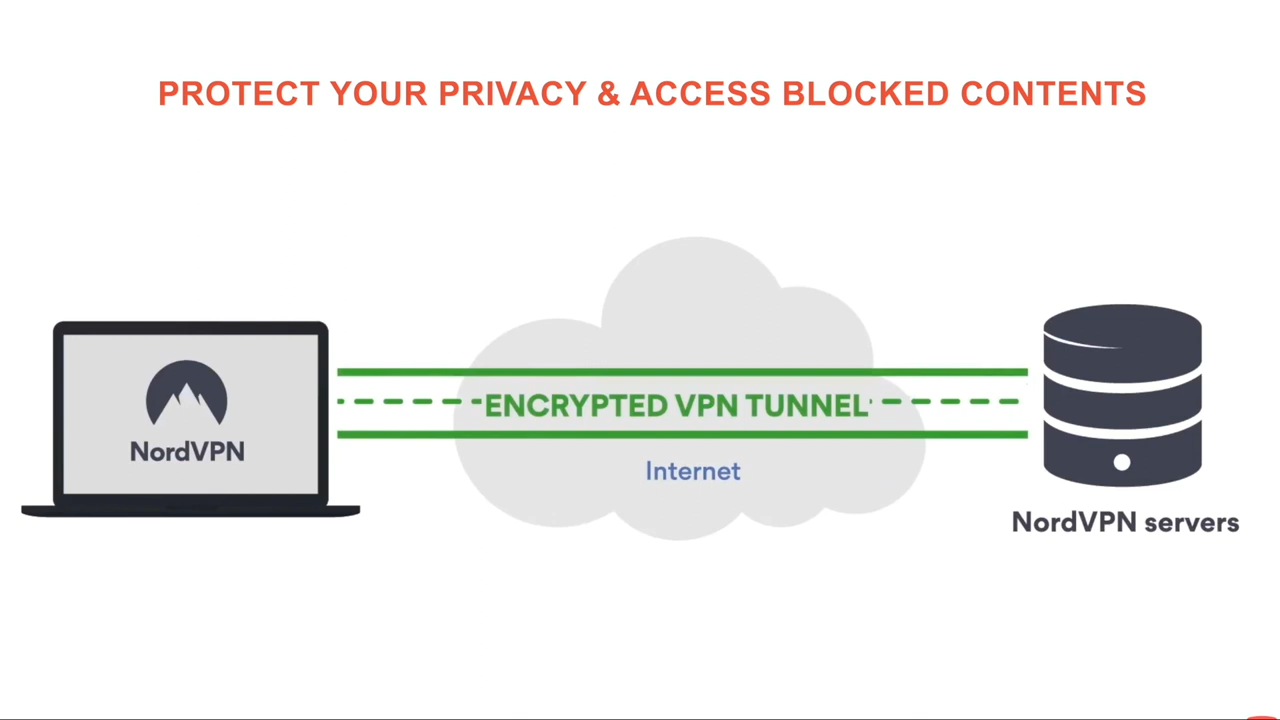 PROTECT YOUR PRIVACY & ACCESS BLOCKED CONTENTS
ENCRYPTED VPN TUNNEL
NordVPN
Internet
NordVPN servers